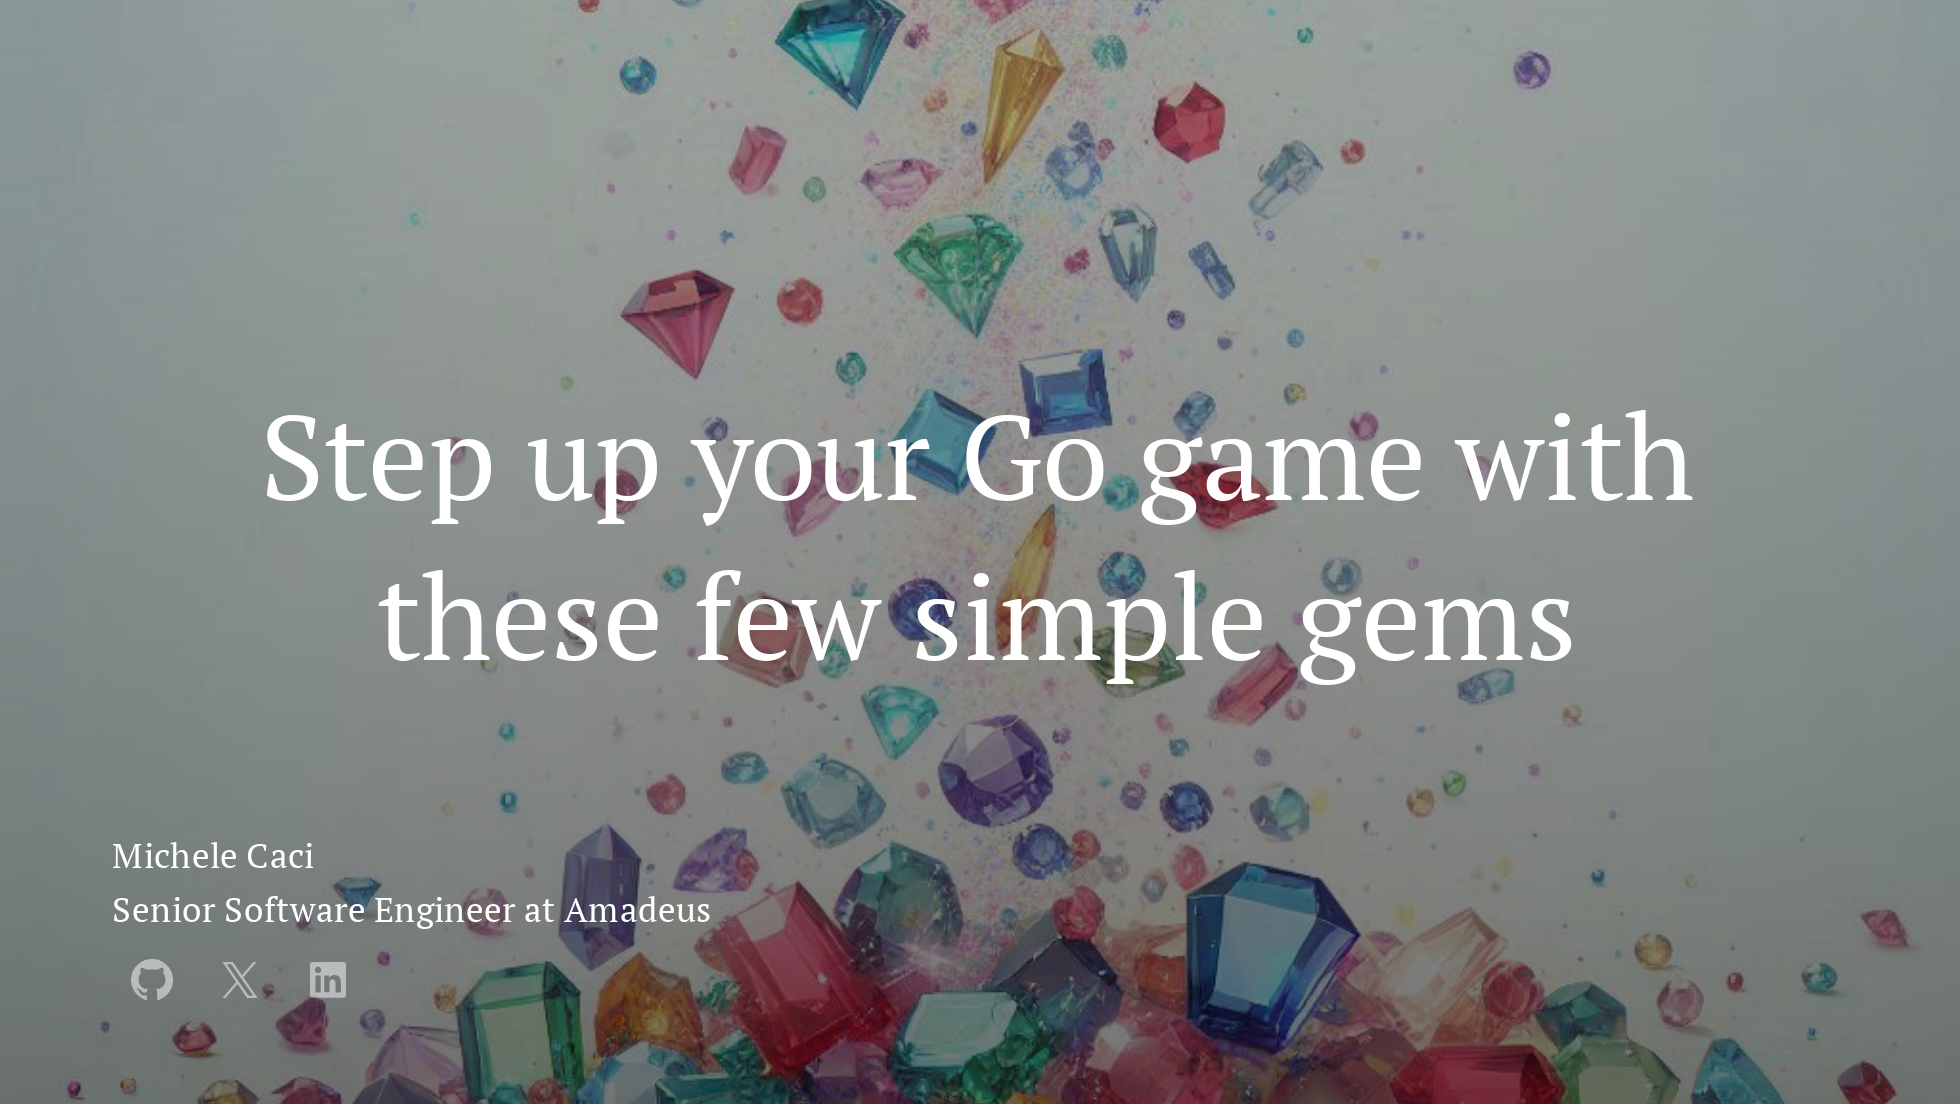 Step up your Go game with
these few simple gems
Michele Caci
Senior Software Engineer at Amadeus